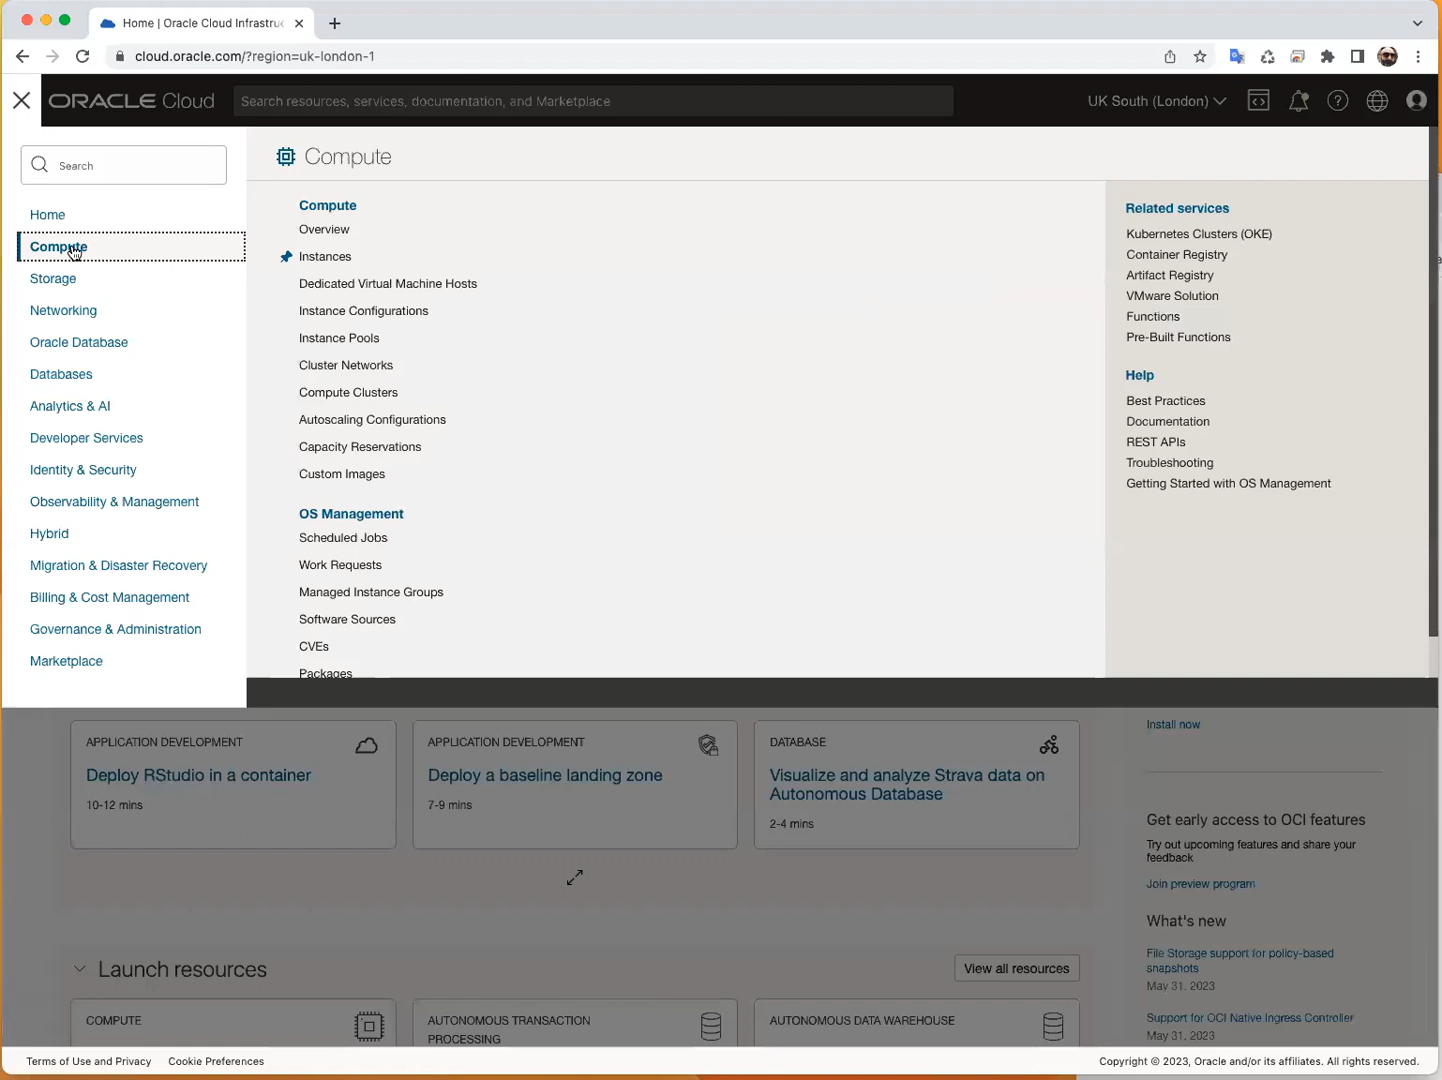 Home | Oracle Cloud Infrastruc
cloud.oracle.com/?region=uk-london-1
ORACLE Cloud
Search resources, services, documentation, and Marketplace
UK South (London)
Search
Home
Compute
Storage
Networking
Oracle Database
Databases
Analytics & AI
Developer Services
Identity & Security
Observability & Management
Hybrid
Migration & Disaster Recovery
Billing & Cost Management
Governance & Administration
Marketplace
Compute
Compute
Overview
Instances
Dedicated Virtual Machine Hosts
Instance Configurations
Instance Pools
Cluster Networks
Compute Clusters
Autoscaling Configurations
Capacity Reservations
Custom Images
OS Management
Scheduled Jobs
Work Requests
Managed Instance Groups
Software Sources
CVEs
Packages
Related services
Kubernetes Clusters (OKE)
Container Registry
Artifact Registry
VMware Solution
Functions
Pre-Built Functions
Help
Best Practices
Documentation
REST APIs
Troubleshooting
Getting Started with OS Management
APPLICATION DEVELOPMENT
Deploy RStudio in a container
10-12 mins
APPLICATION DEVELOPMENT
Deploy a baseline landing zone
7-9 mins
DATABASE
Visualize and analyze Strava data on
Autonomous Database
2-4 mins
Install now
Get early access to OCI features
Try out upcoming features and share your
feedback
Join preview program
What's new
File Storage support for policy-based
snapshots
May 31, 2023
Support for OCI Native Ingress Controller
May 31, 2023
Launch resources
View all resources
COMPUTE
AUTONOMOUS TRANSACTION
PROCESSING
AUTONOMOUS DATA WAREHOUSE
Terms of Use and Privacy
Cookie Preferences
Copyright © 2023, Oracle and/or its affiliates. All rights reserved.